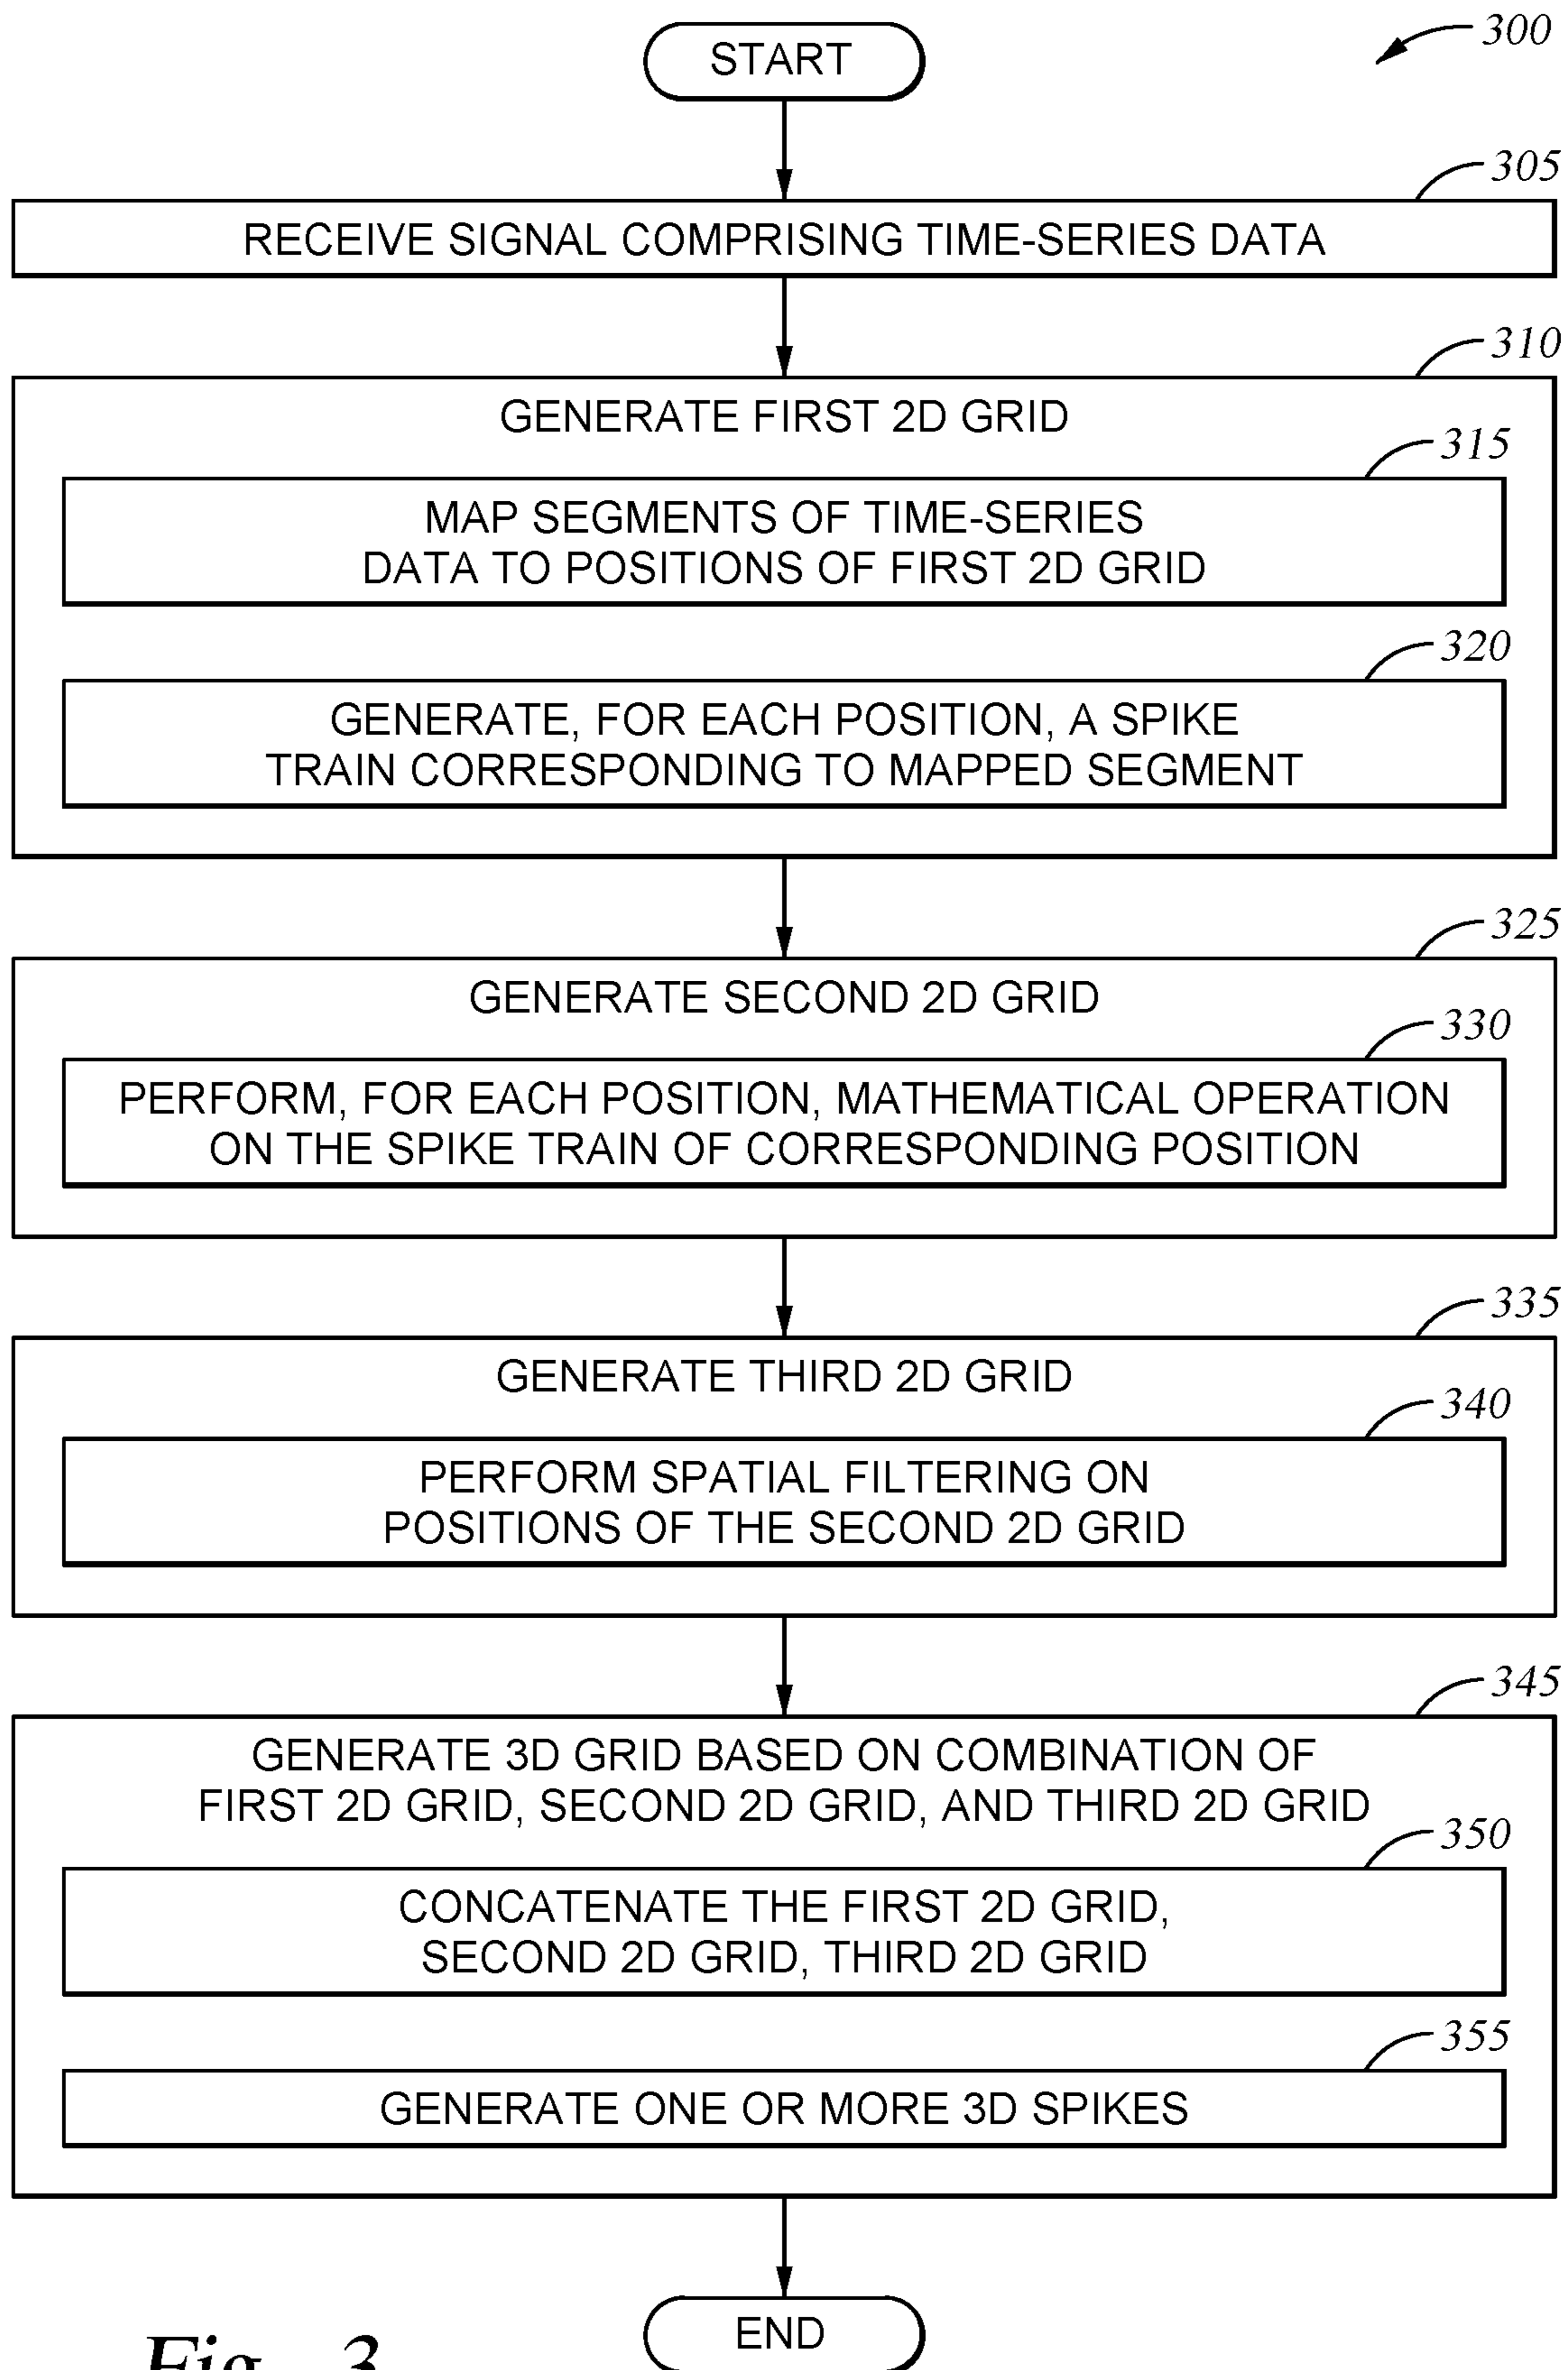 300
START
305
RECEIVE SIGNAL COMPRISING TIME-SERIES DATA
310
GENERATE FIRST 2D GRID
315
MAP SEGMENTS OF TIME-SERIES
DATA TO POSITIONS OF FIRST 2D GRID
320
GENERATE, FOR EACH POSITION, A SPIKE
TRAIN CORRESPONDING TO MAPPED SEGMENT
325
GENERATE SECOND 2D GRID
330
PERFORM, FOR EACH POSITION, MATHEMATICAL OPERATION
ON THE SPIKE TRAIN OF CORRESPONDING POSITION
335
GENERATE THIRD 2D GRID
340
PERFORM SPATIAL FILTERING ON
POSITIONS OF THE SECOND 2D GRID
345
GENERATE 3D GRID BASED ON COMBINATION OF
FIRST 2D GRID, SECOND 2D GRID, AND THIRD 2D GRID
350
CONCATENATE THE FIRST 2D GRID,
SECOND 2D GRID, THIRD 2D GRID
355
GENERATE ONE OR MORE 3D SPIKES
END
Fig. 3